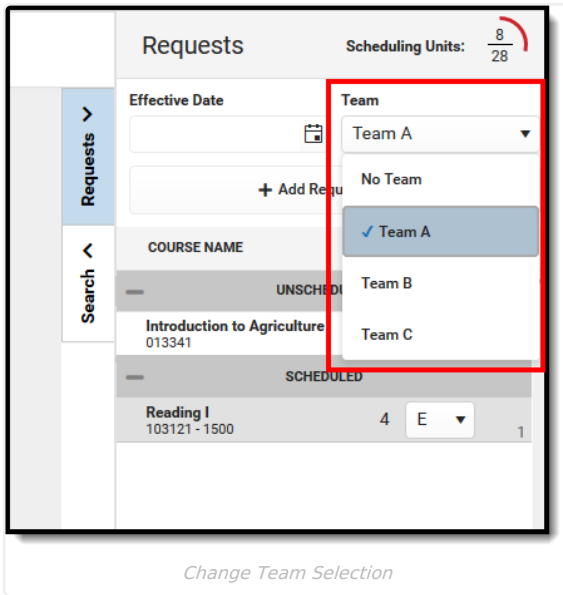 Requests
Scheduling Units:
8
28
Effective Date
Team
Team A
Requests
+ Add Requ
No Team
✓ Team A
COURSE NAME
Search
UNSCHEDU
Team B
Introduction to Agriculture
013341
Team C
SCHEDULED
Reading I
103121 - 1500
4
E
1
Change Team Selection